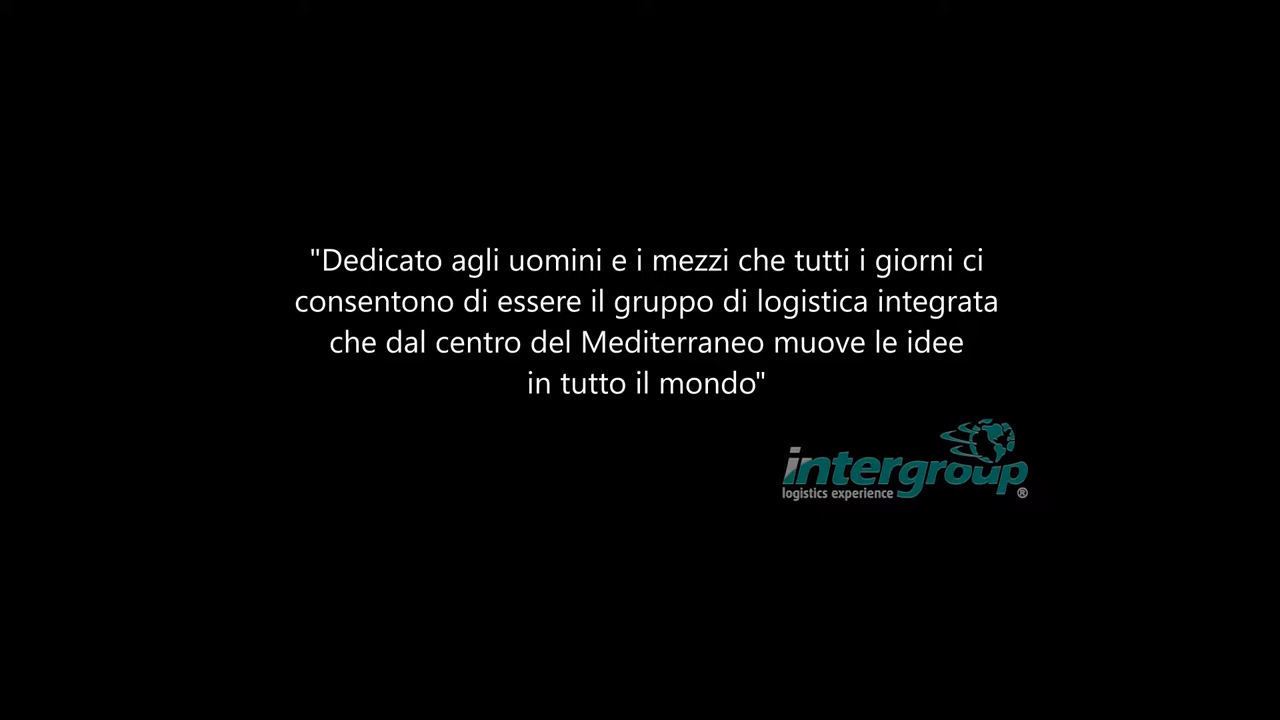 "Dedicato agli uomini e i mezzi che tutti i giorni ci
consentono di essere il gruppo di logistica integrata
che dal centro del Mediterraneo muove le idee
in tutto il mondo"
intergroup
logistics experience ®